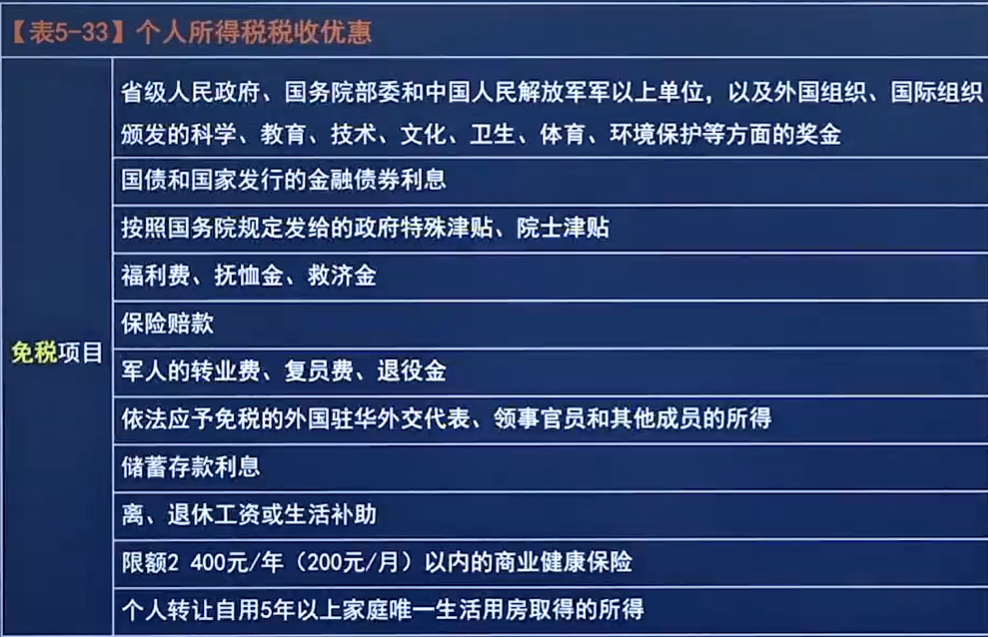 【表5-33】个人所得税税收优惠
免税项目
省级人民政府、国务院部委和中国人民解放军军以上单位，以及外国组织、国际组织
颁发的科学、教育、技术、文化、卫生、体育、环境保护等方面的奖金
国债和国家发行的金融债券利息
按照国务院规定发给的政府特殊津贴、院士津贴
福利费、抚恤金、救济金
保险赔款
军人的转业费、复员费、退役金
依法应予免税的外国驻华外交代表、领事官员和其他成员的所得
储蓄存款利息
离、退休工资或生活补助
限额2 400元/年（200元/月）以内的商业健康保险
个人转让自用5年以上家庭唯一生活用房取得的所得